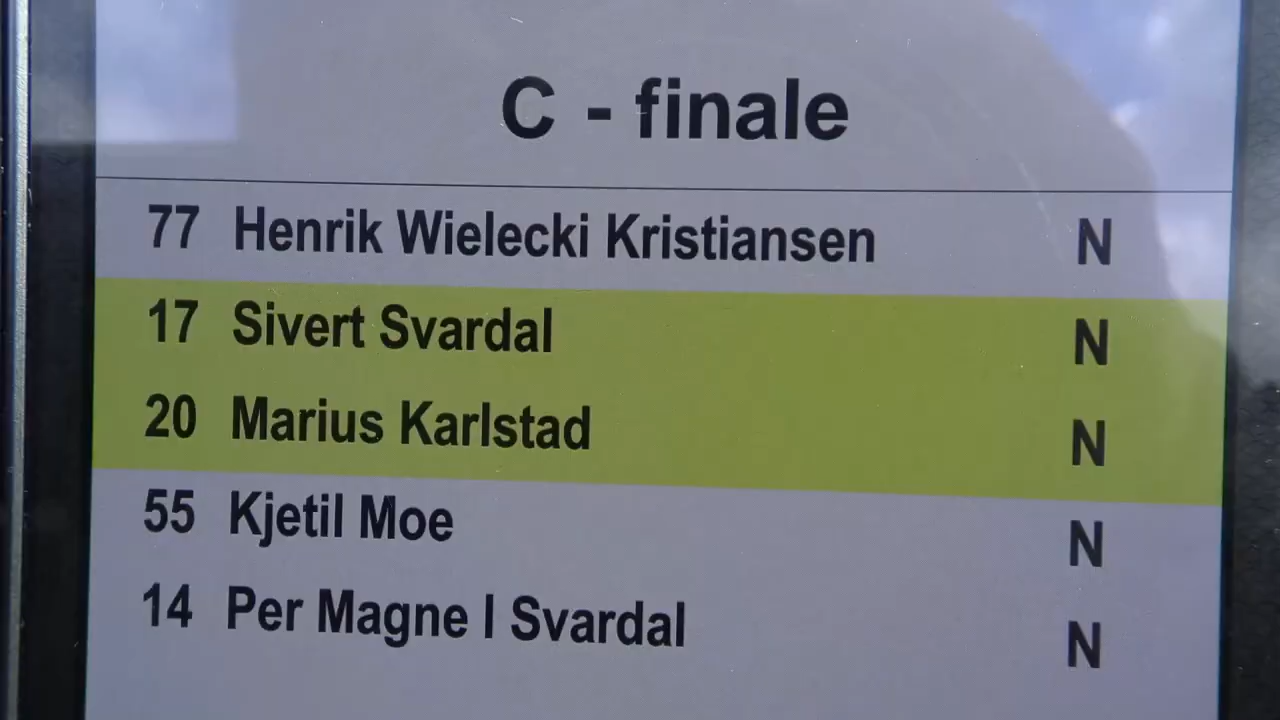 C - finale
77 Henrik Wielecki Kristiansen N
17 Sivert Svardal N
20 Marius Karlstad N
55 Kjetil Moe N
14 Per Magne I Svardal N